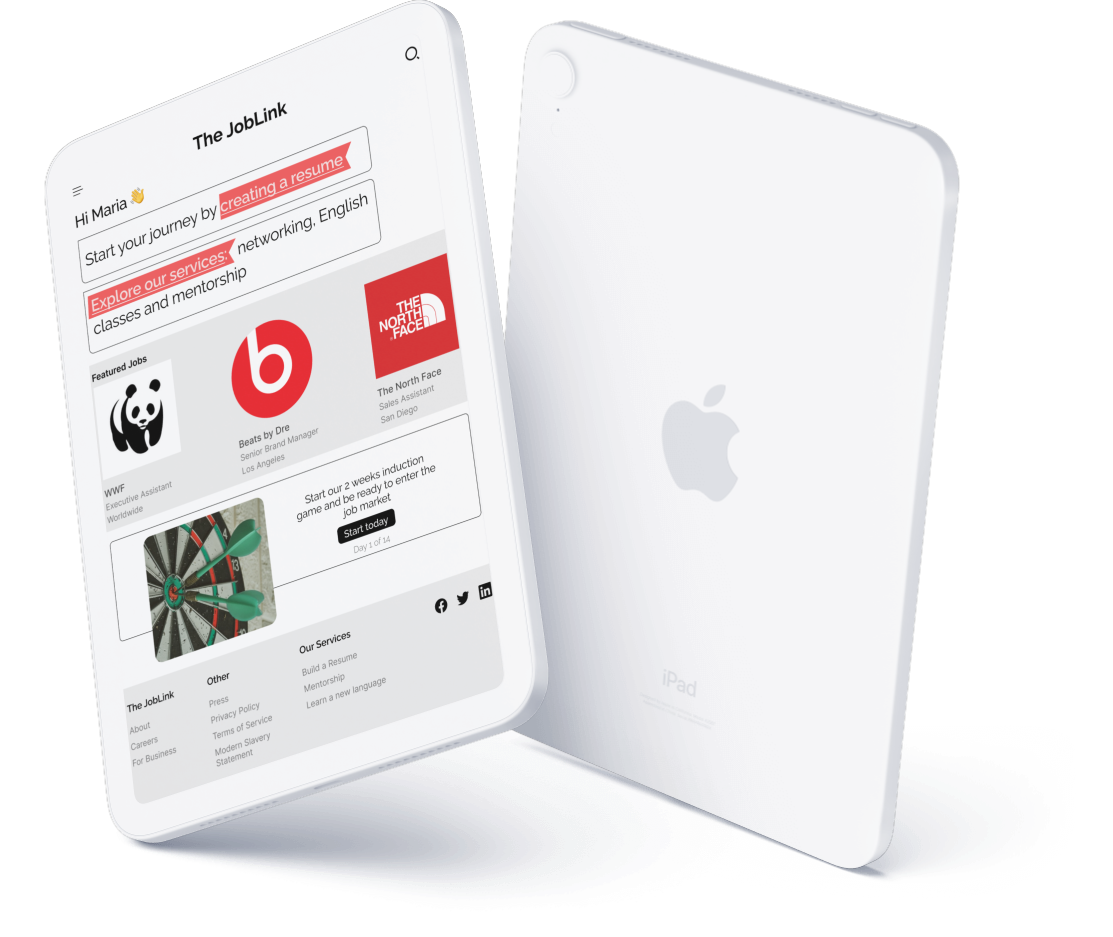 The JobLink
Hi Maria 👋
Start your journey by creating a resume
Explore our services: networking, English
classes and mentorship
Featured Jobs
WWF
Executive Assistant
Worldwide
b
Beats by Dre
Senior Brand Manager
Los Angeles
THE
NORTH
FACE
The North Face
Sales Assistant
San Diego
Start our 2 weeks induction
game and be ready to enter the
job market
Start today
Day 1 of 14
13
4
The JobLink
About
Careers
For Business
Other
Press
Privacy Policy
Terms of Service
Modern Slavery
Statement
Our Services
Build a Resume
Mentorship
Learn a new language
in
iPad